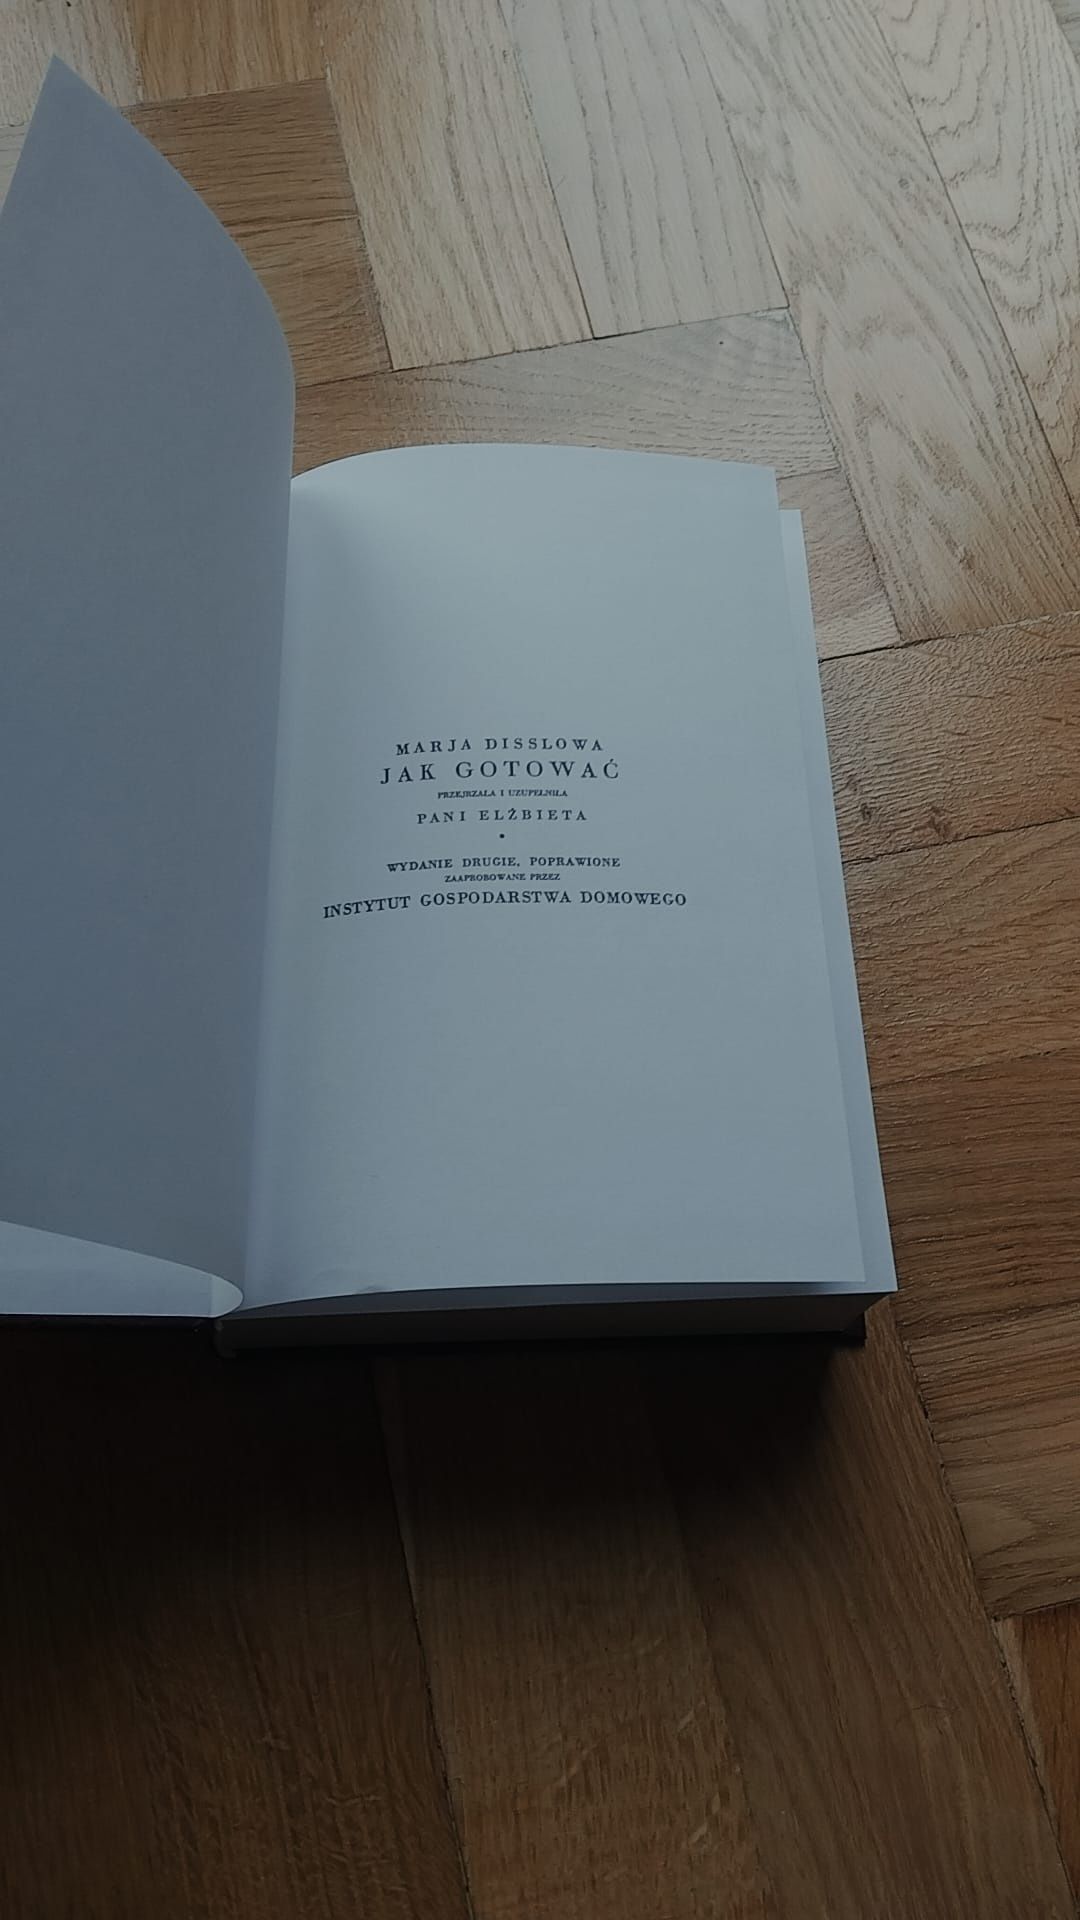 MARJA DISSLOWA
JAK GOTOWAĆ
PRZEJRZAŁA I UZUPEŁNIŁA
PANI ELŻBIETA
•
WYDANIE DRUGIE, POPRAWIONE
ZAAPROBOWANE PRZEZ
INSTYTUT GOSPODARSTWA DOMOWEGO